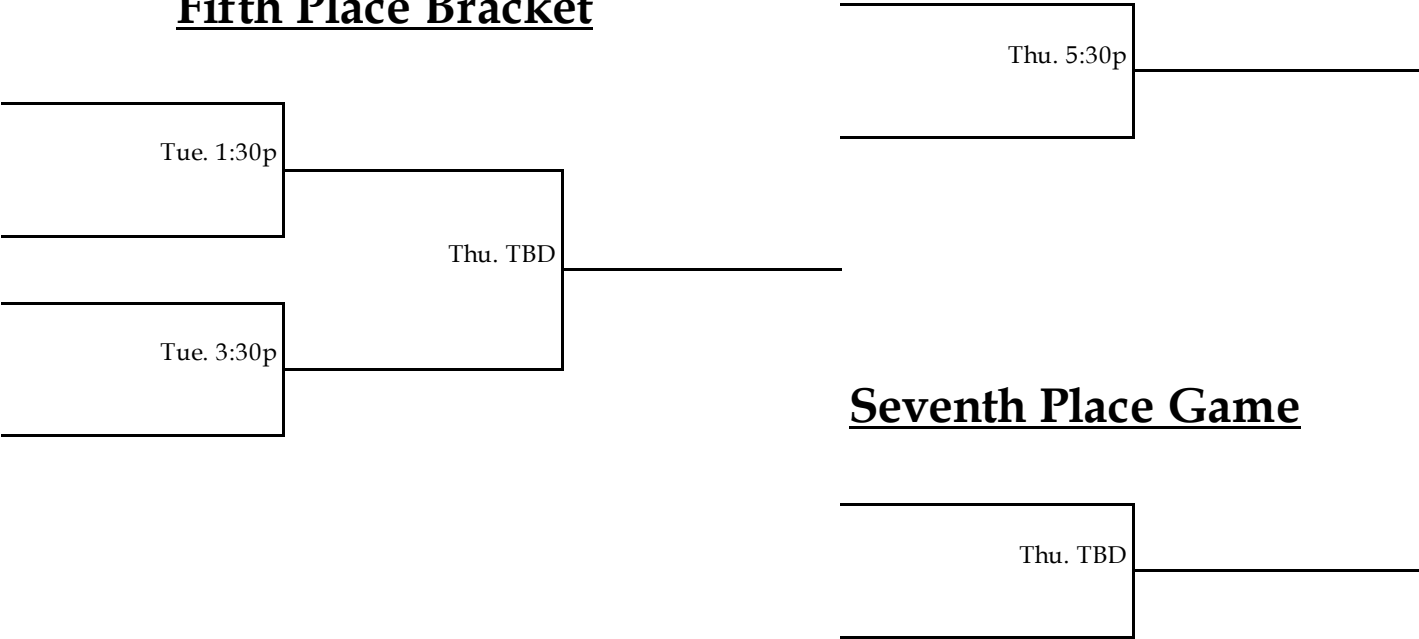 Fifth Place Bracket
Thu. 5:30p
Tue. 1:30p
Thu. TBD
Tue. 3:30p
Seventh Place Game
Thu. TBD